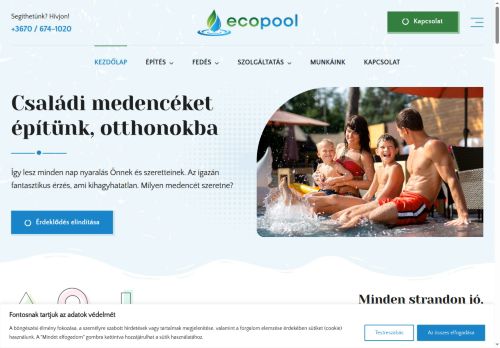 Segíthetünk? Hívjon!
+3670 / 674-1020
ecopool
Kapcsolat
KEZDŐLAP ÉPÍTÉS FEDÉS SZOLGÁLTATÁS MUNKÁINK KAPCSOLAT
Családi medencéket
építünk, otthonokba
Így lesz minden nap nyaralás Önnek és szeretteinek. Az igazán
fantasztikus érzés, ami kihagyhatatlan. Milyen medencét szeretne?
Érdeklődés elindítása
Minden strandon jó,
Fontosnak tartjuk az adatok védelmét
A böngészési élmény fokozása, a személyre szabott hirdetések vagy tartalmak megjelenítése, valamint a forgalom elemzése érdekében sütiket (cookie)
használunk. A "Mindet elfogadom" gombra kattintva hozzájárulhat a sütik használatához.
Testreszabás
Az összes elfogadása